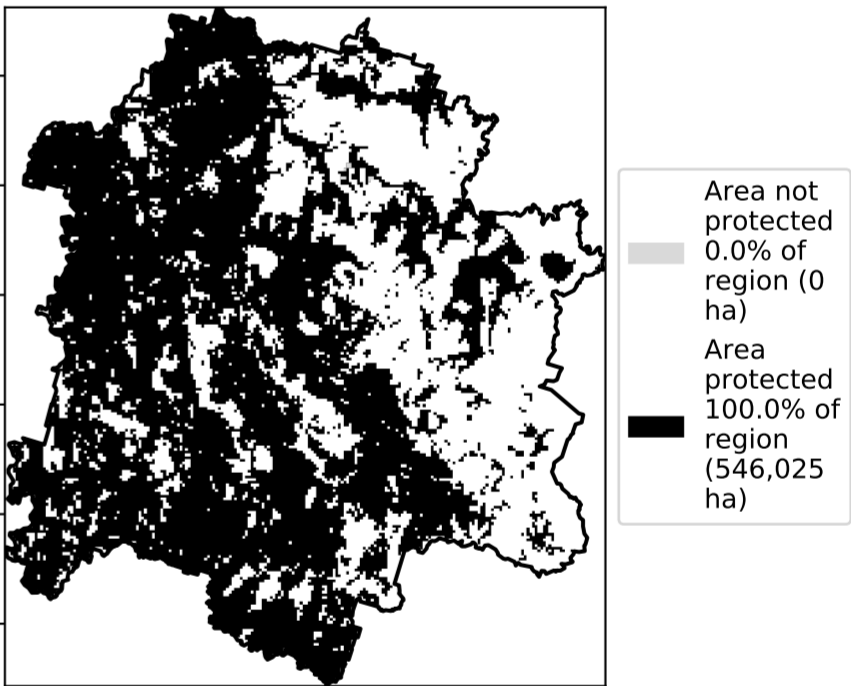 Area not
protected
0.0% of
region (0
ha)
Area
protected
100.0% of
region
(546,025
ha)